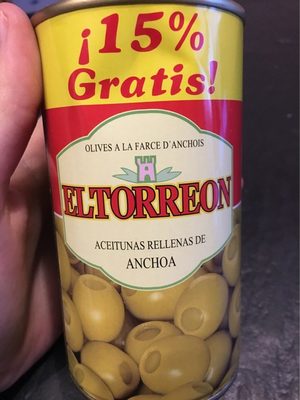 ¡15%
Gratis!
OLIVES A LA FARCE D'ANCHOIS
ELTORREON
ACEITUNAS RELLENAS DE
ANCHOA